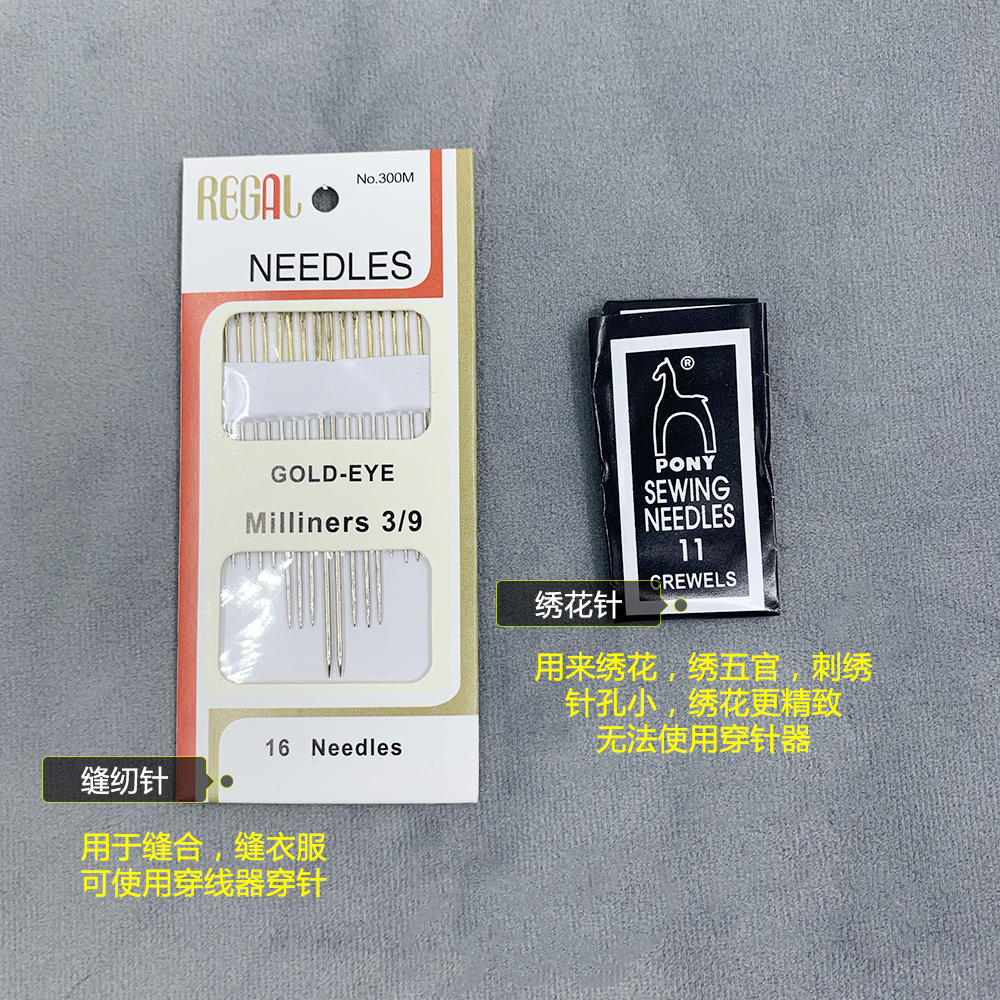 REGAL
No.300M
NEEDLES
GOLD-EYE
Milliners 3/9
16 Needles
缝纫针
用于缝合，缝衣服
可使用穿线器穿针
®
PONY
SEWING
NEEDLES
11
CREWELS
绣花针
用来绣花，绣五官，刺绣
针孔小，绣花更精致
无法使用穿针器